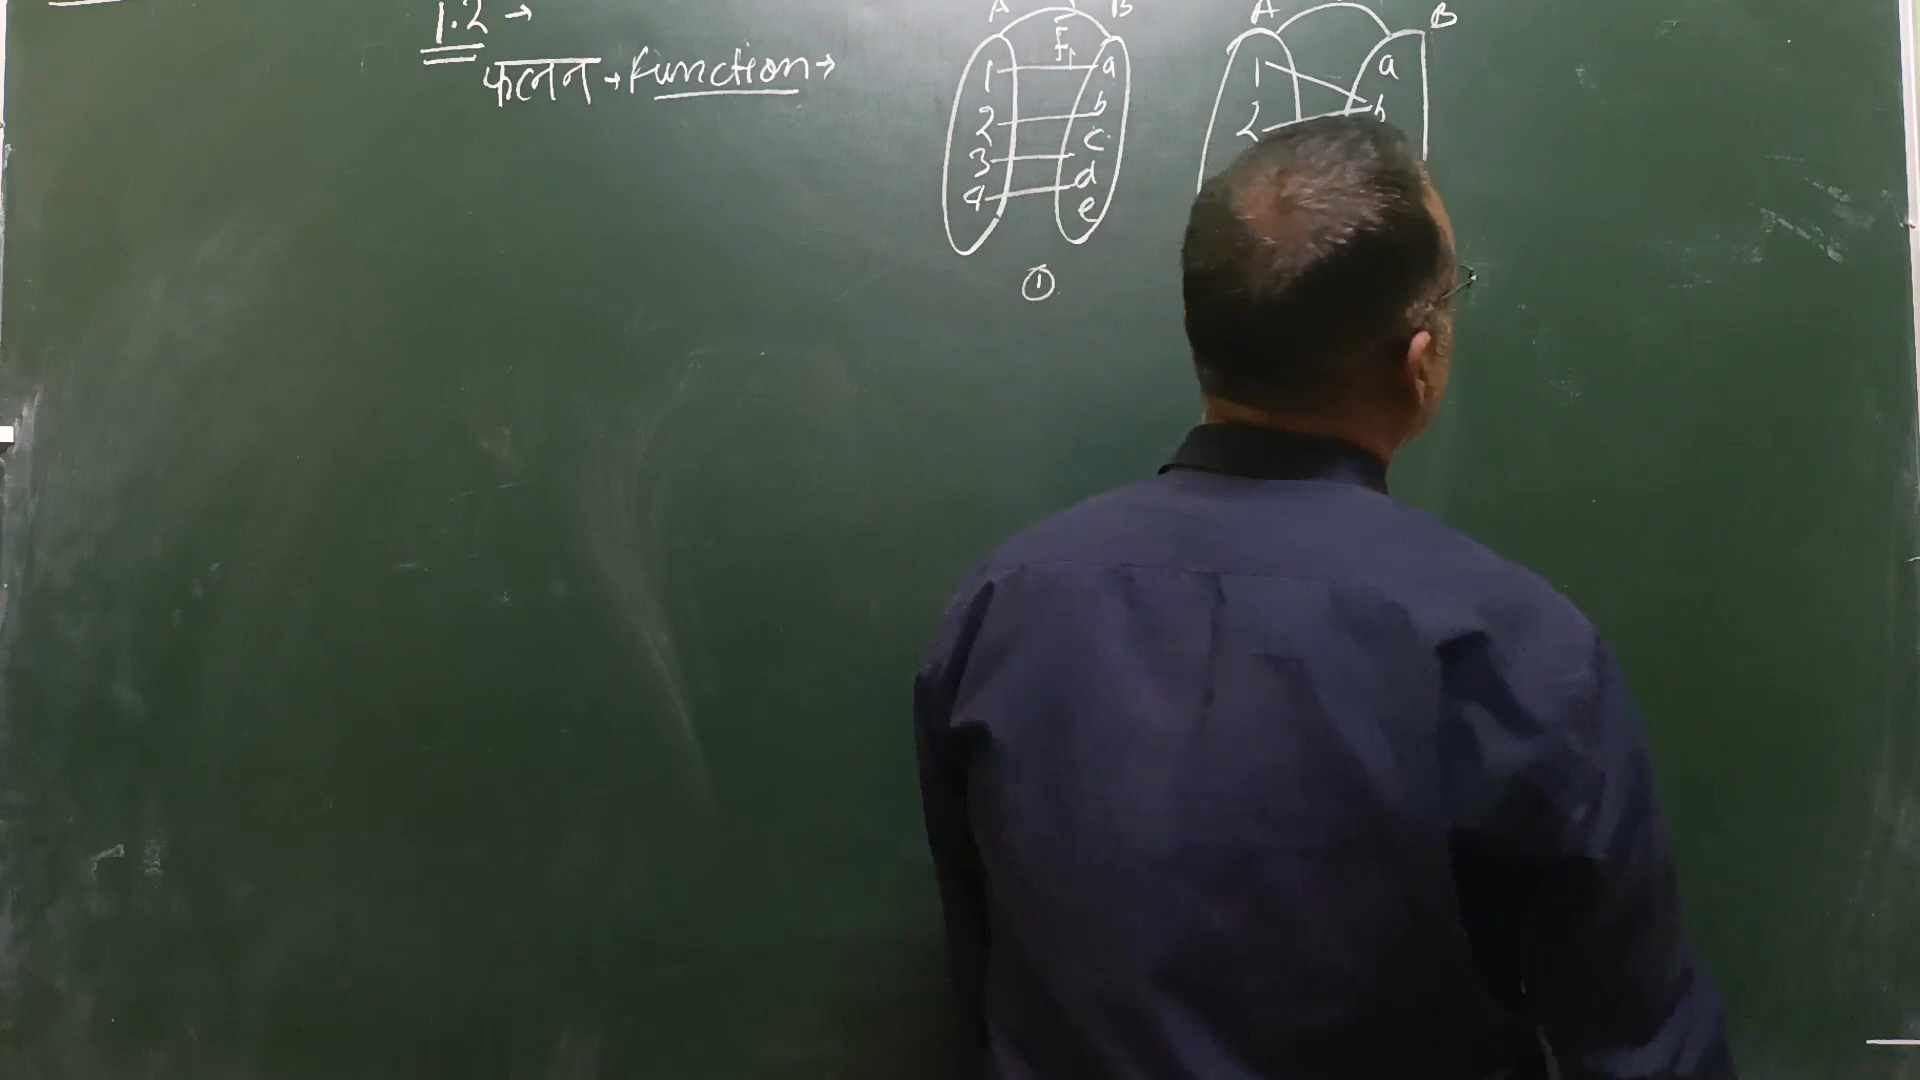 1.2 →
फलन → Function →
A B
F1
1 a
2 b
3 c
4 d
e
①
A B
1 a
2 b